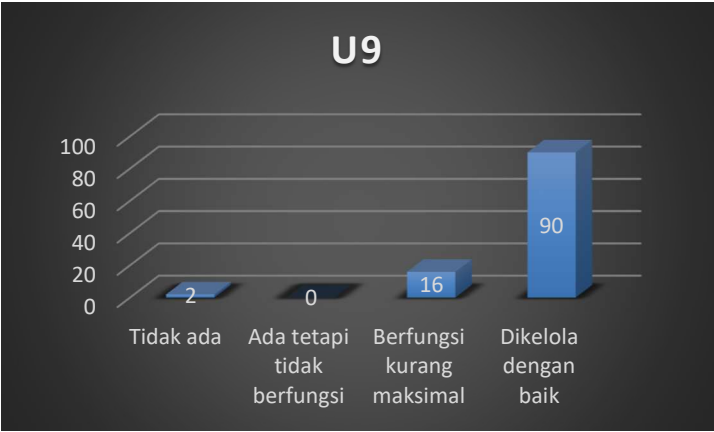 U9
100
80
60
40
20
0
2
0
16
90
Tidak ada
Ada tetapi
tidak
berfungsi
Berfungsi
kurang
maksimal
Dikelola
dengan
baik